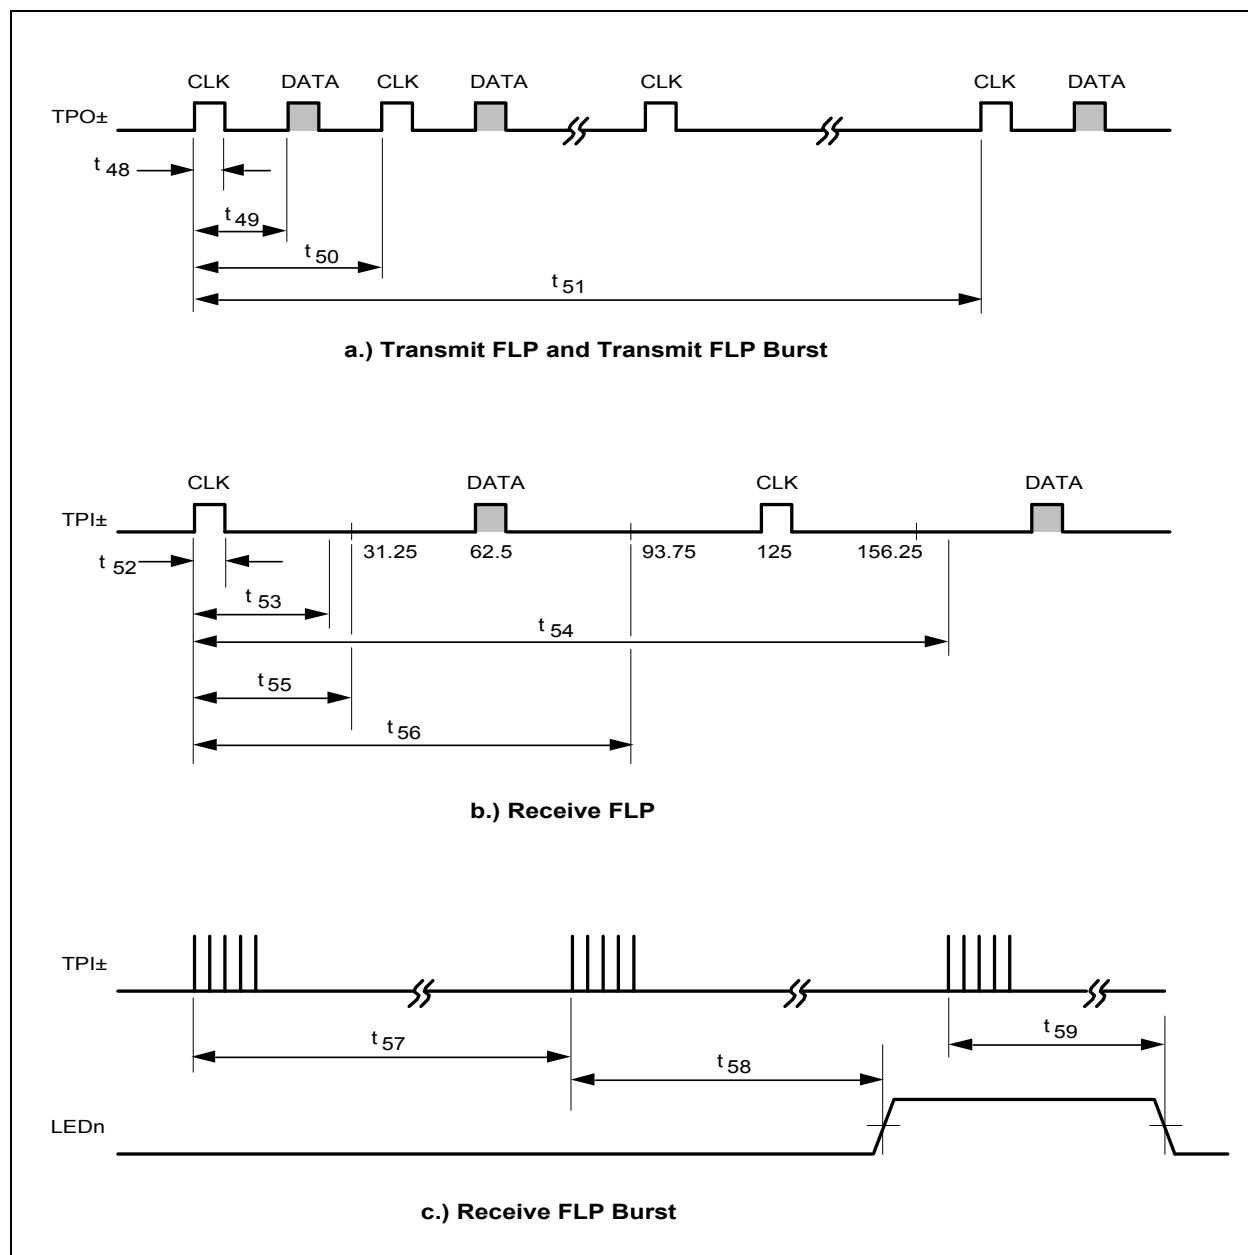 CLK DATA CLK DATA CLK CLK DATA
TPO±
t 48
t 49
t 50
t 51
a.) Transmit FLP and Transmit FLP Burst
CLK DATA CLK DATA
TPI±
31.25 62.5 93.75 125 156.25
t 52
t 53
t 54
t 55
t 56
b.) Receive FLP
TPI±
t 57
t 58
t 59
LEDn
c.) Receive FLP Burst